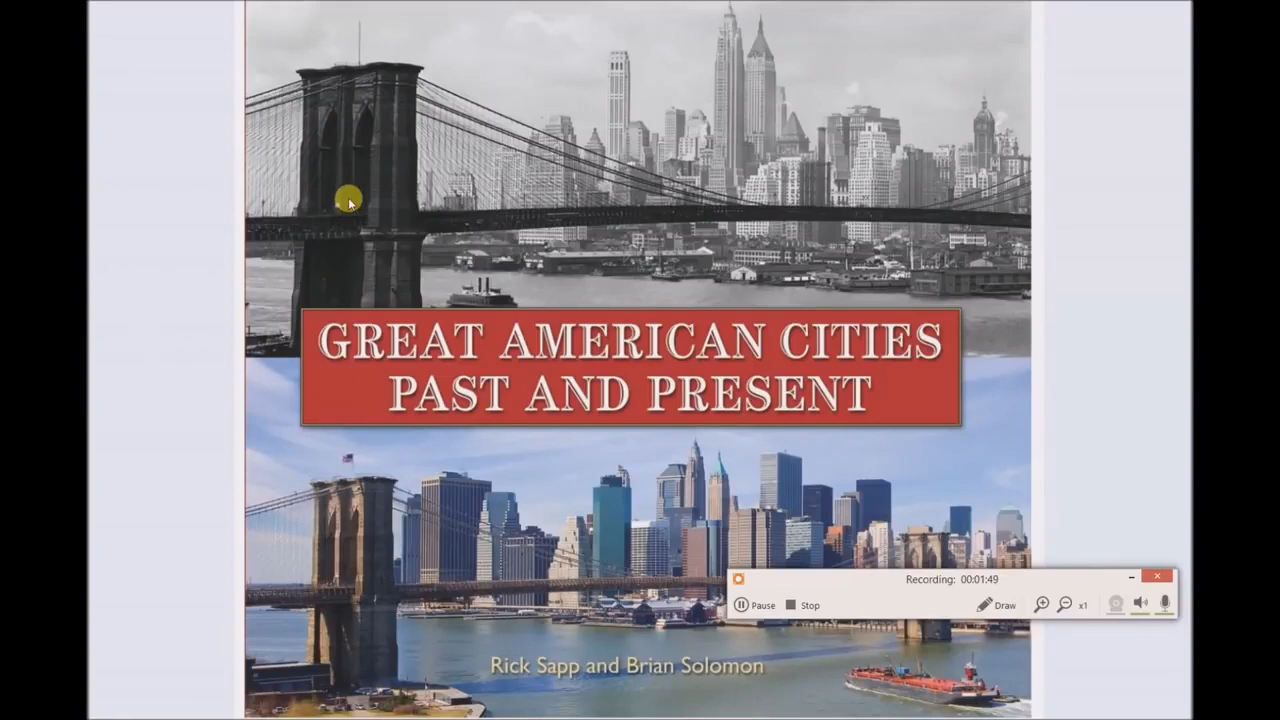 GREAT AMERICAN CITIES
PAST AND PRESENT
Recording: 00:01:49
Pause Stop Draw x1
Rick Sapp and Brian Solomon